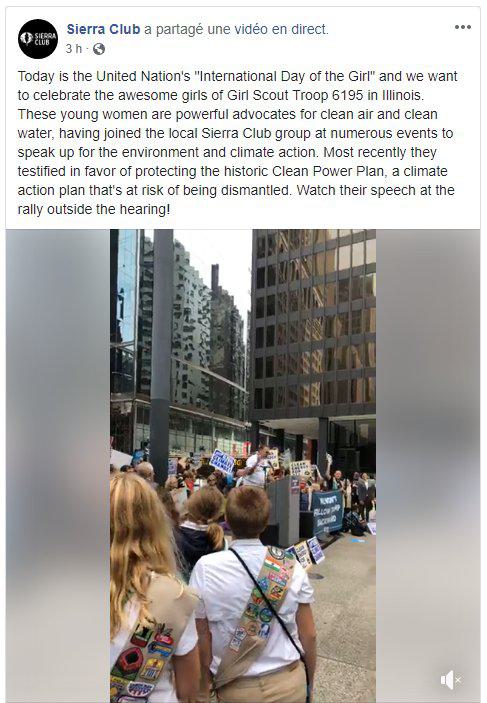 SIERRA
CLUB
Sierra Club a partagé une vidéo en direct.
3 h ·
Today is the United Nation's "International Day of the Girl" and we want
to celebrate the awesome girls of Girl Scout Troop 6195 in Illinois.
These young women are powerful advocates for clean air and clean
water, having joined the local Sierra Club group at numerous events to
speak up for the environment and climate action. Most recently they
testified in favor of protecting the historic Clean Power Plan, a climate
action plan that's at risk of being dismantled. Watch their speech at the
rally outside the hearing!
CLEAN
ENERGY